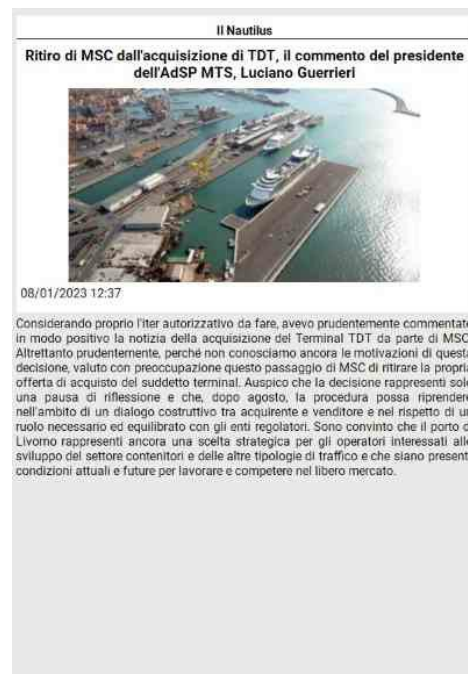 Il Nautilus
Ritiro di MSC dall'acquisizione di TDT, il commento del presidente
dell'AdSP MTS, Luciano Guerrieri
08/01/2023 12:37
Considerando proprio l'iter autorizzativo da fare, avevo prudentemente commentato
in modo positivo la notizia della acquisizione del Terminal TDT da parte di MSC
Altrettanto prudentemente, perché non conosciamo ancora le motivazioni di questa
decisione, valuto con preoccupazione questo passaggio di MSC di ritirare la propria
offerta di acquisto del suddetto terminal. Auspico che la decisione rappresenti solo
una pausa di riflessione e che, dopo agosto, la procedura possa riprendere
nell'ambito di un dialogo costruttivo tra acquirente e venditore e nel rispetto di un
ruolo necessario ed equilibrato con gli enti regolatori. Sono convinto che il porto d
Livorno rappresenti ancora una scelta strategica per gli operatori interessati allo
sviluppo del settore contenitori e delle altre tipologie di traffico e che siano present
condizioni attuali e future per lavorare e competere nel libero mercato.